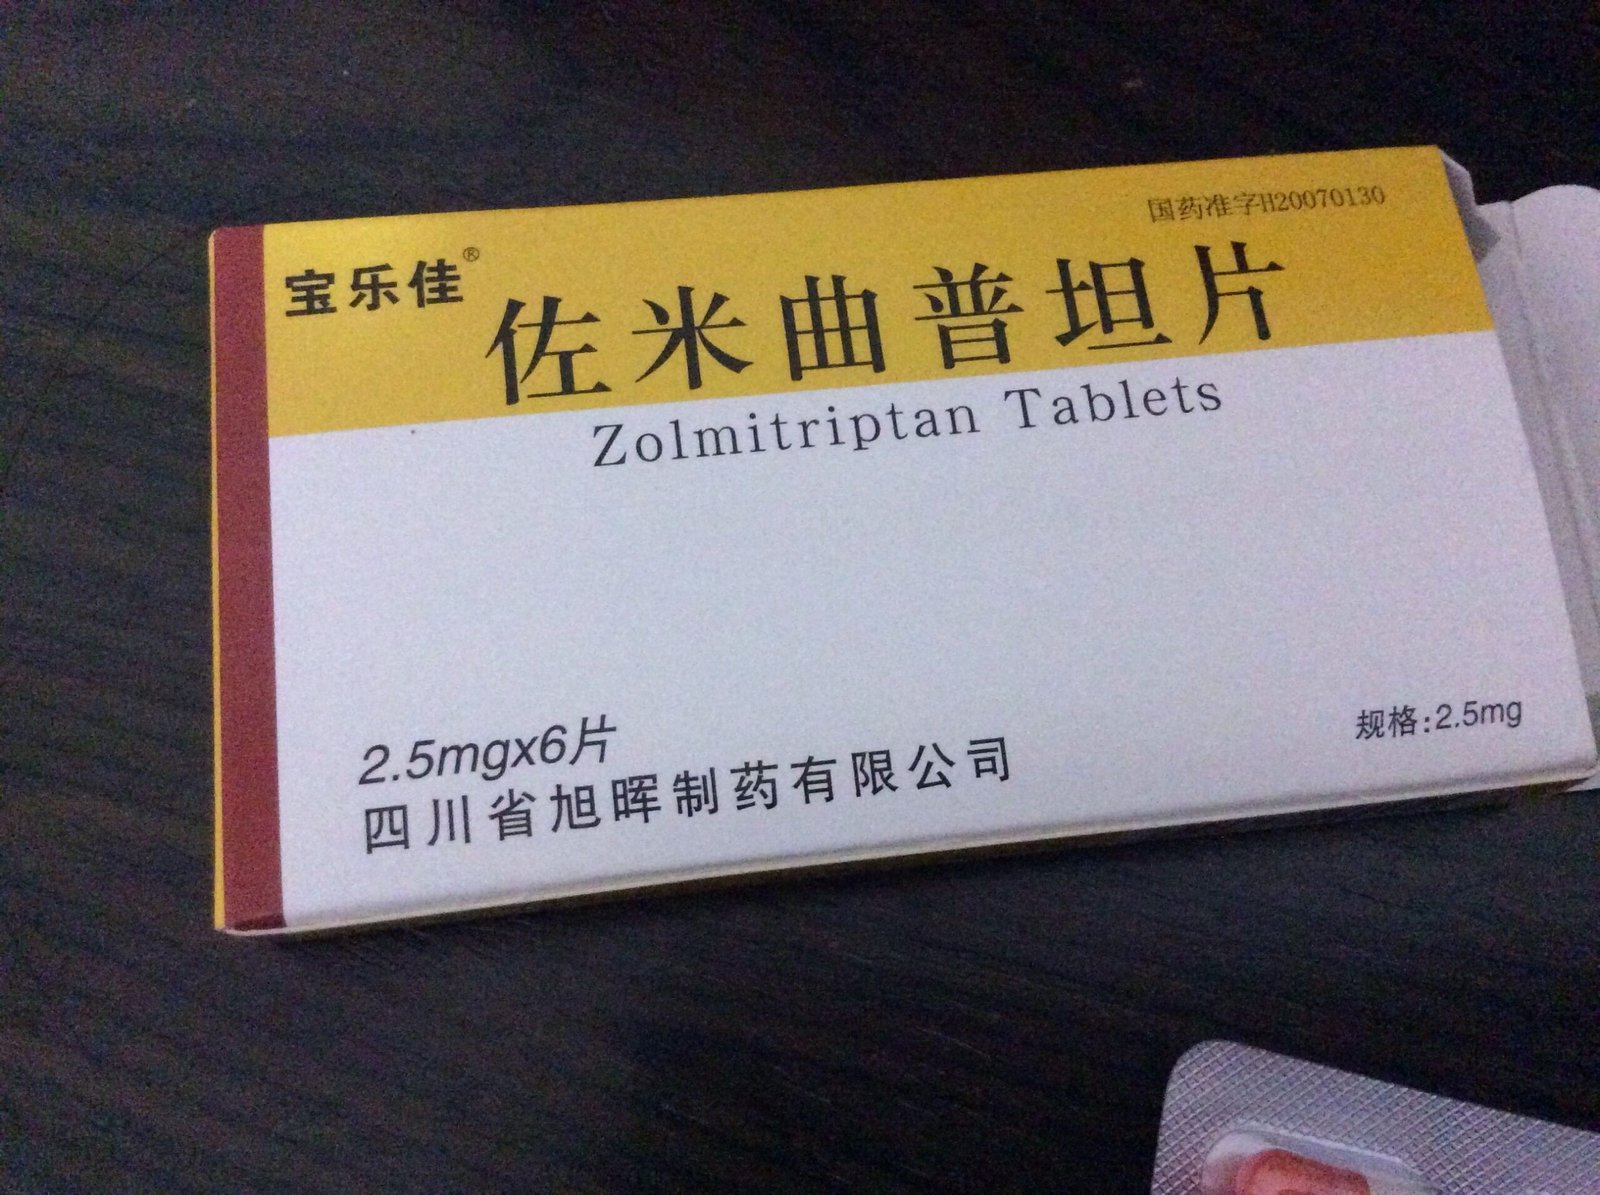 国药准字H20070130
宝乐佳®
佐米曲普坦片
Zolmitriptan Tablets
2.5mgx6片
规格:2.5mg
四川省旭晖制药有限公司